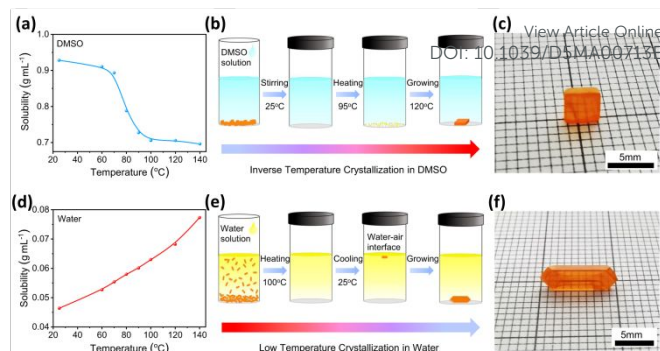 (a)
DMSO
Solubility (g mL⁻¹)
1.0
0.9
0.8
0.7
0.6
20 40 60 80 100 120 140
Temperature (°C)
(b)
DMSO
solution
Stirring
25°C
Heating
95°C
Growing
120°C
Inverse Temperature Crystallization in DMSO
(c)
View Article Online
DOI: 10.1039/D5MA00713E
5mm
(d)
Water
Solubility (g mL⁻¹)
0.08
0.07
0.06
0.05
0.04
20 40 60 80 100 120 140
Temperature (°C)
(e)
Water
solution
Heating
100°C
Cooling
25°C
Water-air
interface
Growing
Low Temperature Crystallization in Water
(f)
5mm